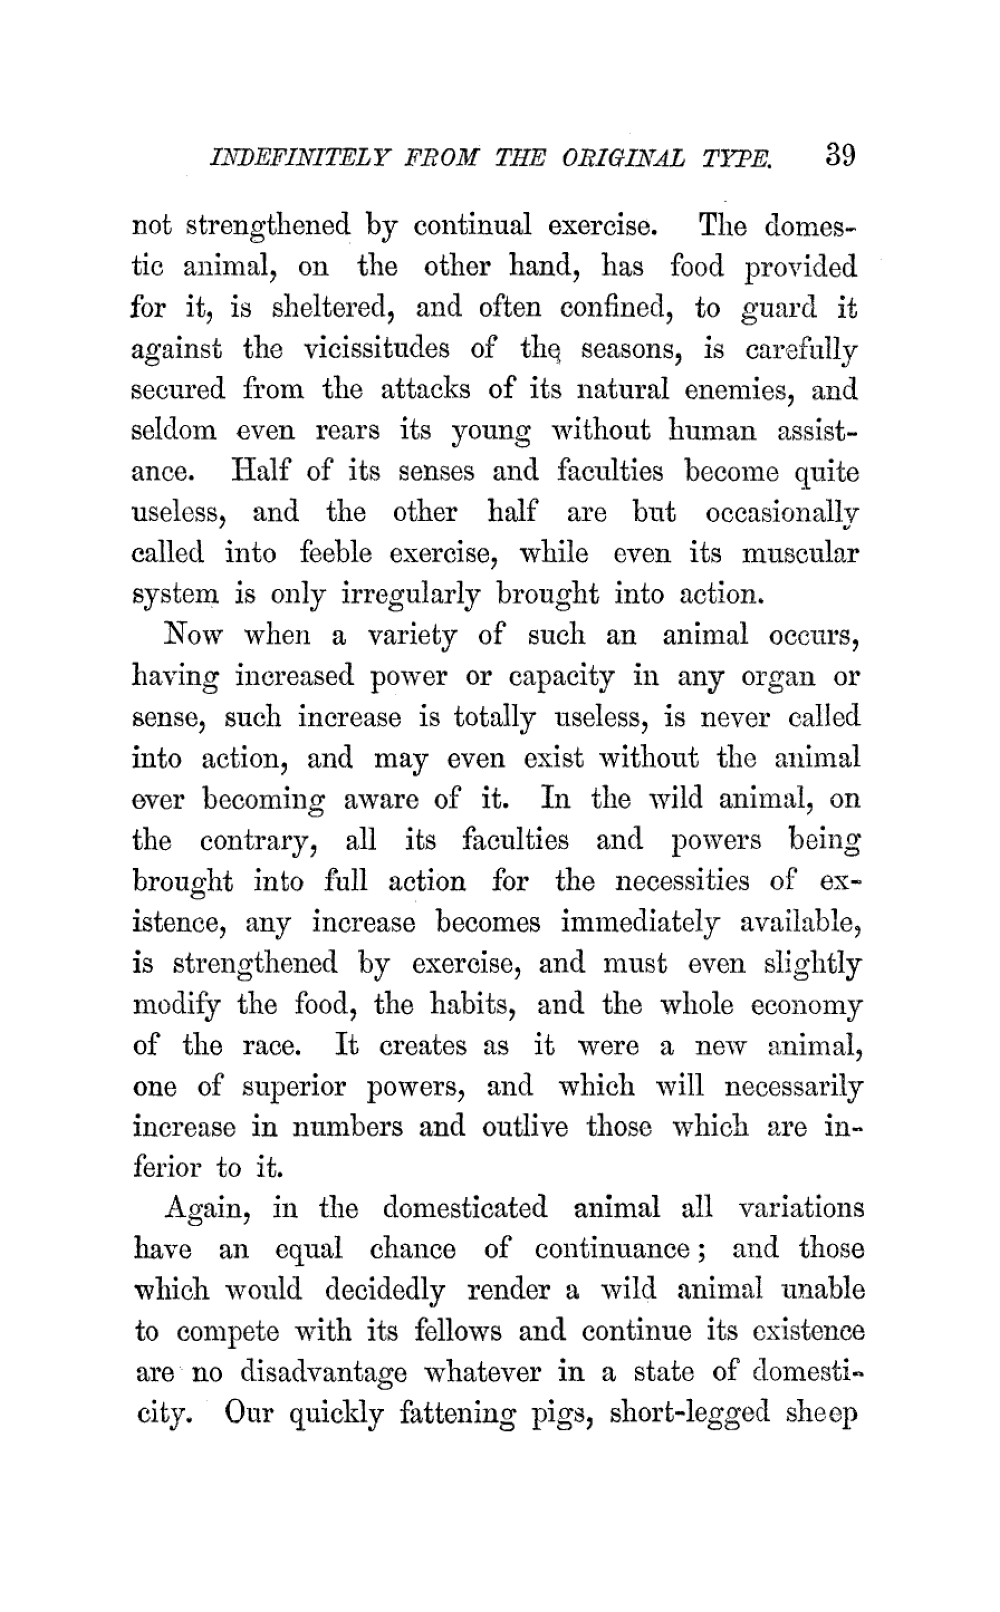 INDEFINITELY FROM THE ORIGINAL TYPE. 39
not strengthened by continual exercise. The domes-
tic animal, on the other hand, has food provided
for it, is sheltered, and often confined, to guard it
against the vicissitudes of the seasons, is carefully
secured from the attacks of its natural enemies, and
seldom even rears its young without human assist-
ance. Half of its senses and faculties become quite
useless, and the other half are but occasionally
called into feeble exercise, while even its muscular
system is only irregularly brought into action.
Now when a variety of such an animal occurs,
having increased power or capacity in any organ or
sense, such increase is totally useless, is never called
into action, and may even exist without the animal
ever becoming aware of it. In the wild animal, on
the contrary, all its faculties and powers being
brought into full action for the necessities of ex-
istence, any increase becomes immediately available,
is strengthened by exercise, and must even slightly
modify the food, the habits, and the whole economy
of the race. It creates as it were a new animal,
one of superior powers, and which will necessarily
increase in numbers and outlive those which are in-
ferior to it.
Again, in the domesticated animal all variations
have an equal chance of continuance; and those
which would decidedly render a wild animal unable
to compete with its fellows and continue its existence
are no disadvantage whatever in a state of domesti-
city. Our quickly fattening pigs, short-legged sheep